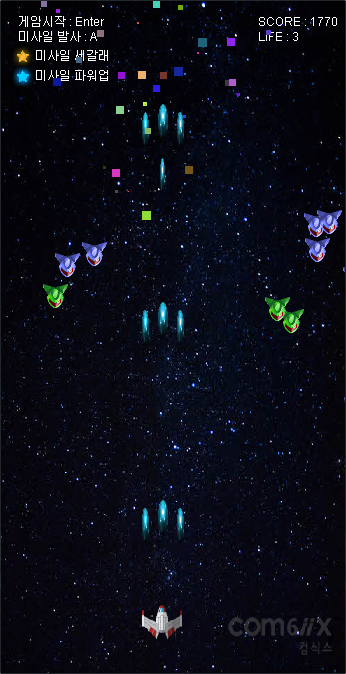 게임시작 : Enter
미사일 발사 : A
미사일 세갈래
미사일 파워업
SCORE : 1770
LIFE : 3
com6iix
컴식스